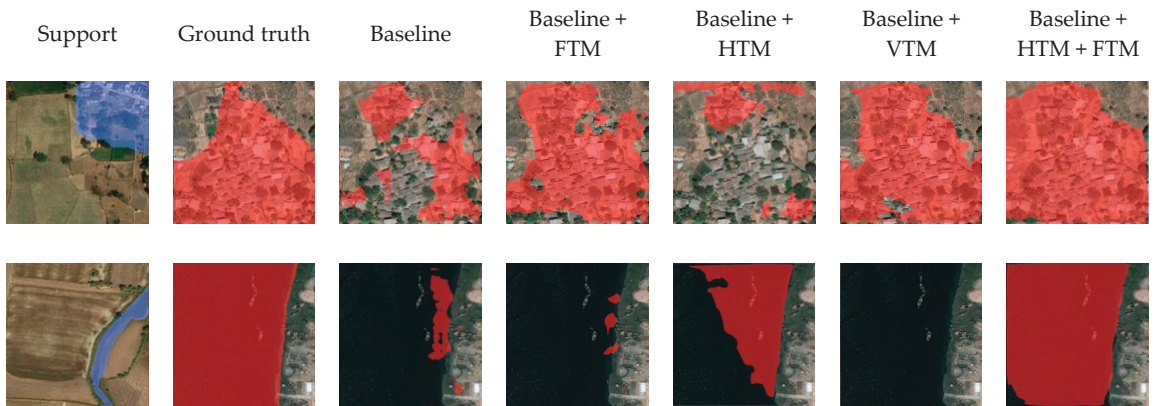 Support
Ground truth
Baseline
Baseline +
FTM
Baseline +
HTM
Baseline +
VTM
Baseline +
HTM + FTM